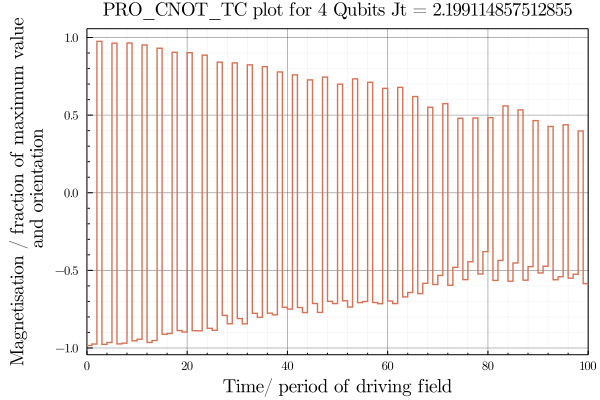 PRO_CNOT_TC plot for 4 Qubits Jt = 2.199114857512855
Magnetisation / fraction of maximum value
and orientation
1.0
0.5
0.0
−0.5
−1.0
0 20 40 60 80 100
Time/ period of driving field